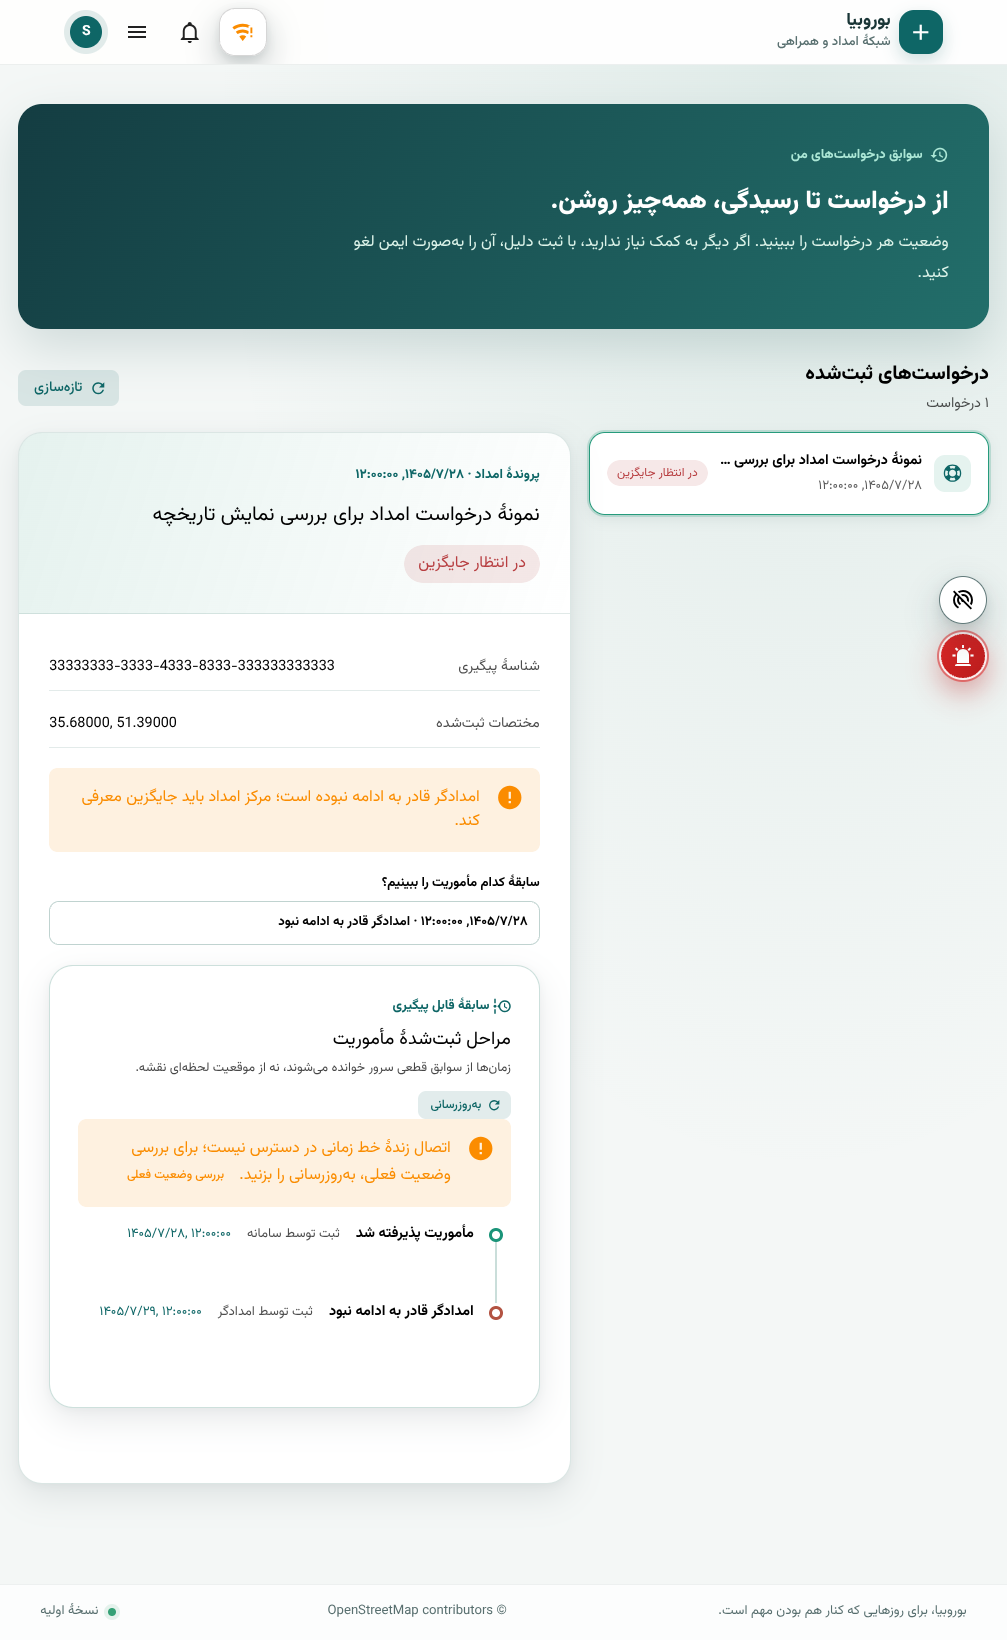 بوروبیا
شبکهٔ امداد و همراهی
S
سوابق درخواست‌های من
از درخواست تا رسیدگی، همه‌چیز روشن.
وضعیت هر درخواست را ببینید. اگر دیگر به کمک نیاز ندارید، با ثبت دلیل، آن را به‌صورت ایمن لغو
کنید.
درخواست‌های ثبت‌شده
۱ درخواست
تازه‌سازی
نمونهٔ درخواست امداد برای بررسی ...
در انتظار جایگزین
۱۴۰۵/۷/۲۸, ۱۲:۰۰:۰۰
پروندهٔ امداد · ۱۴۰۵/۷/۲۸, ۱۲:۰۰:۰۰
نمونهٔ درخواست امداد برای بررسی نمایش تاریخچه
در انتظار جایگزین
شناسهٔ پیگیری
33333333-3333-4333-8333-333333333333
مختصات ثبت‌شده
35.68000, 51.39000
امدادگر قادر به ادامه نبوده است؛ مرکز امداد باید جایگزین معرفی
کند.
سابقهٔ کدام مأموریت را ببینیم؟
۱۴۰۵/۷/۲۸, ۱۲:۰۰:۰۰ · امدادگر قادر به ادامه نبود
سابقهٔ قابل پیگیری
مراحل ثبت‌شدهٔ مأموریت
زمان‌ها از سوابق قطعی سرور خوانده می‌شوند، نه از موقعیت لحظه‌ای نقشه.
به‌روزرسانی
اتصال زندهٔ خط زمانی در دسترس نیست؛ برای بررسی
وضعیت فعلی، به‌روزرسانی را بزنید. بررسی وضعیت فعلی
مأموریت پذیرفته شد ثبت توسط سامانه ۱۴۰۵/۷/۲۸, ۱۲:۰۰:۰۰
امدادگر قادر به ادامه نبود ثبت توسط امدادگر ۱۴۰۵/۷/۲۹, ۱۲:۰۰:۰۰
بوروبیا، برای روزهایی که کنار هم بودن مهم است.
© OpenStreetMap contributors
نسخهٔ اولیه